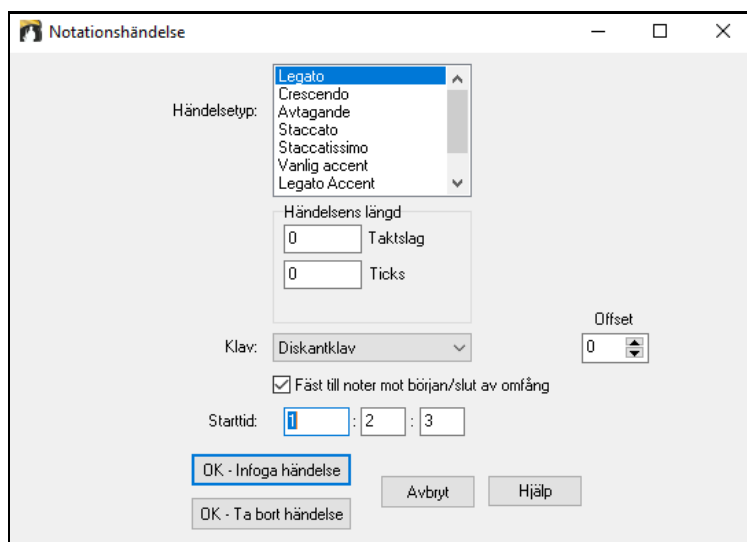 Notationshändelse
Händelsetyp:
Legato
Crescendo
Avtagande
Staccato
Staccatissimo
Vanlig accent
Legato Accent
Händelsens längd
0 Taktslag
0 Ticks
Offset
Klav: Diskantklav 0
Fäst till noter mot början/slut av omfång
Starttid: 1 : 2 : 3
OK - Infoga händelse
Avbryt Hjälp
OK - Ta bort händelse